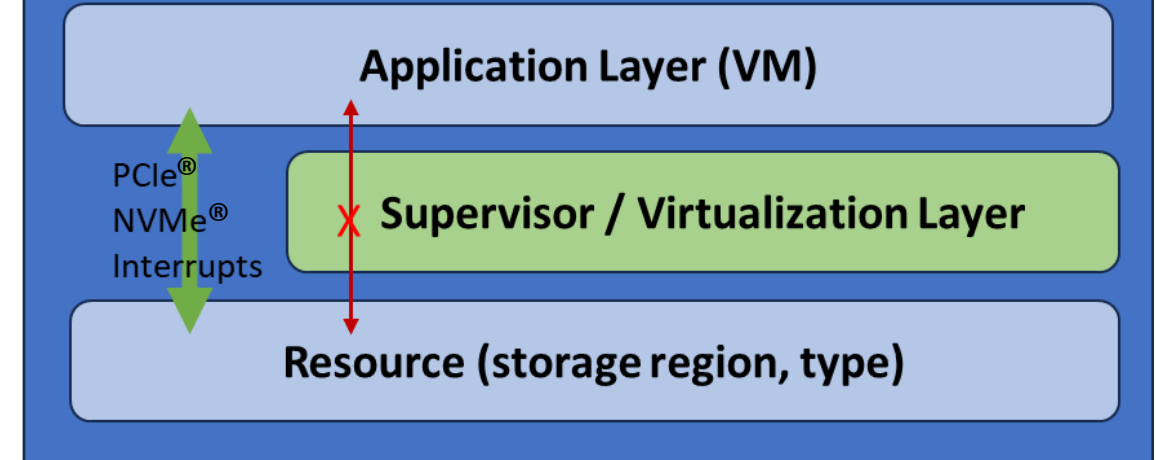 Application Layer (VM)
PCIe®
NVMe®
Interrupts
X
Supervisor / Virtualization Layer
Resource (storage region, type)